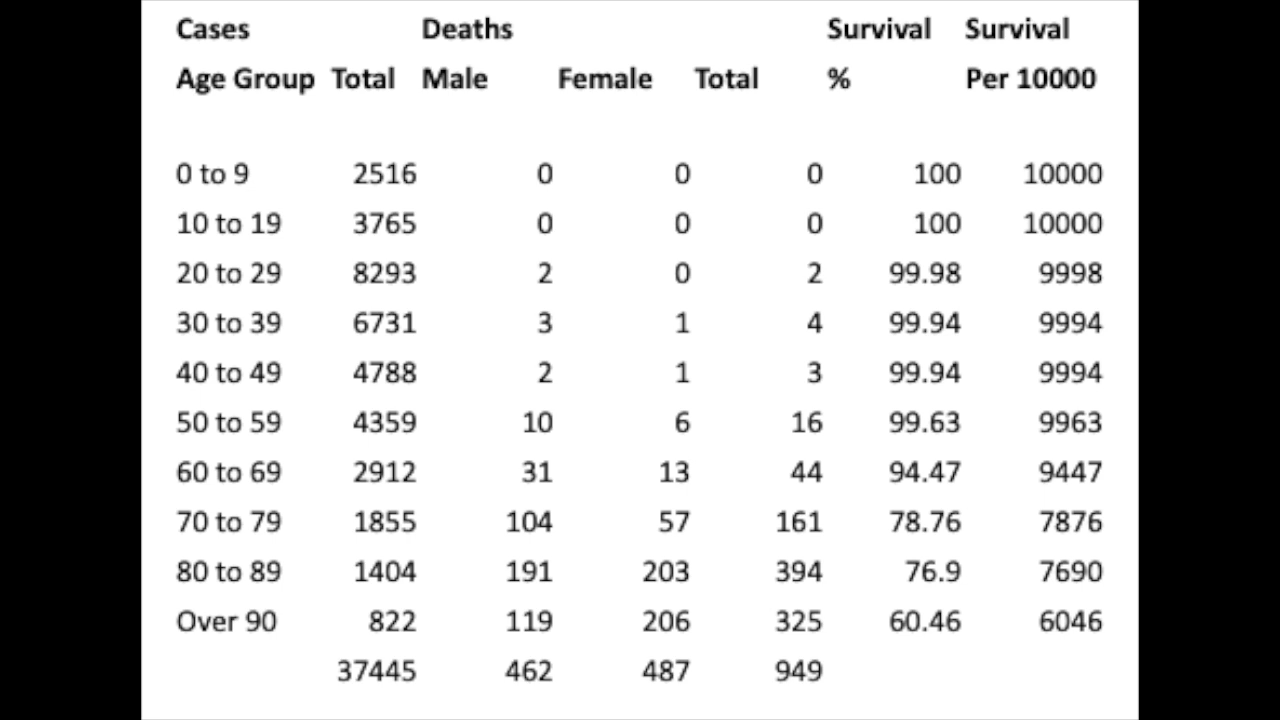 Cases Deaths Survival Survival
Age Group Total Male Female Total % Per 10000
0 to 9 2516 0 0 0 100 10000
10 to 19 3765 0 0 0 100 10000
20 to 29 8293 2 0 2 99.98 9998
30 to 39 6731 3 1 4 99.94 9994
40 to 49 4788 2 1 3 99.94 9994
50 to 59 4359 10 6 16 99.63 9963
60 to 69 2912 31 13 44 94.47 9447
70 to 79 1855 104 57 161 78.76 7876
80 to 89 1404 191 203 394 76.9 7690
Over 90 822 119 206 325 60.46 6046
37445 462 487 949